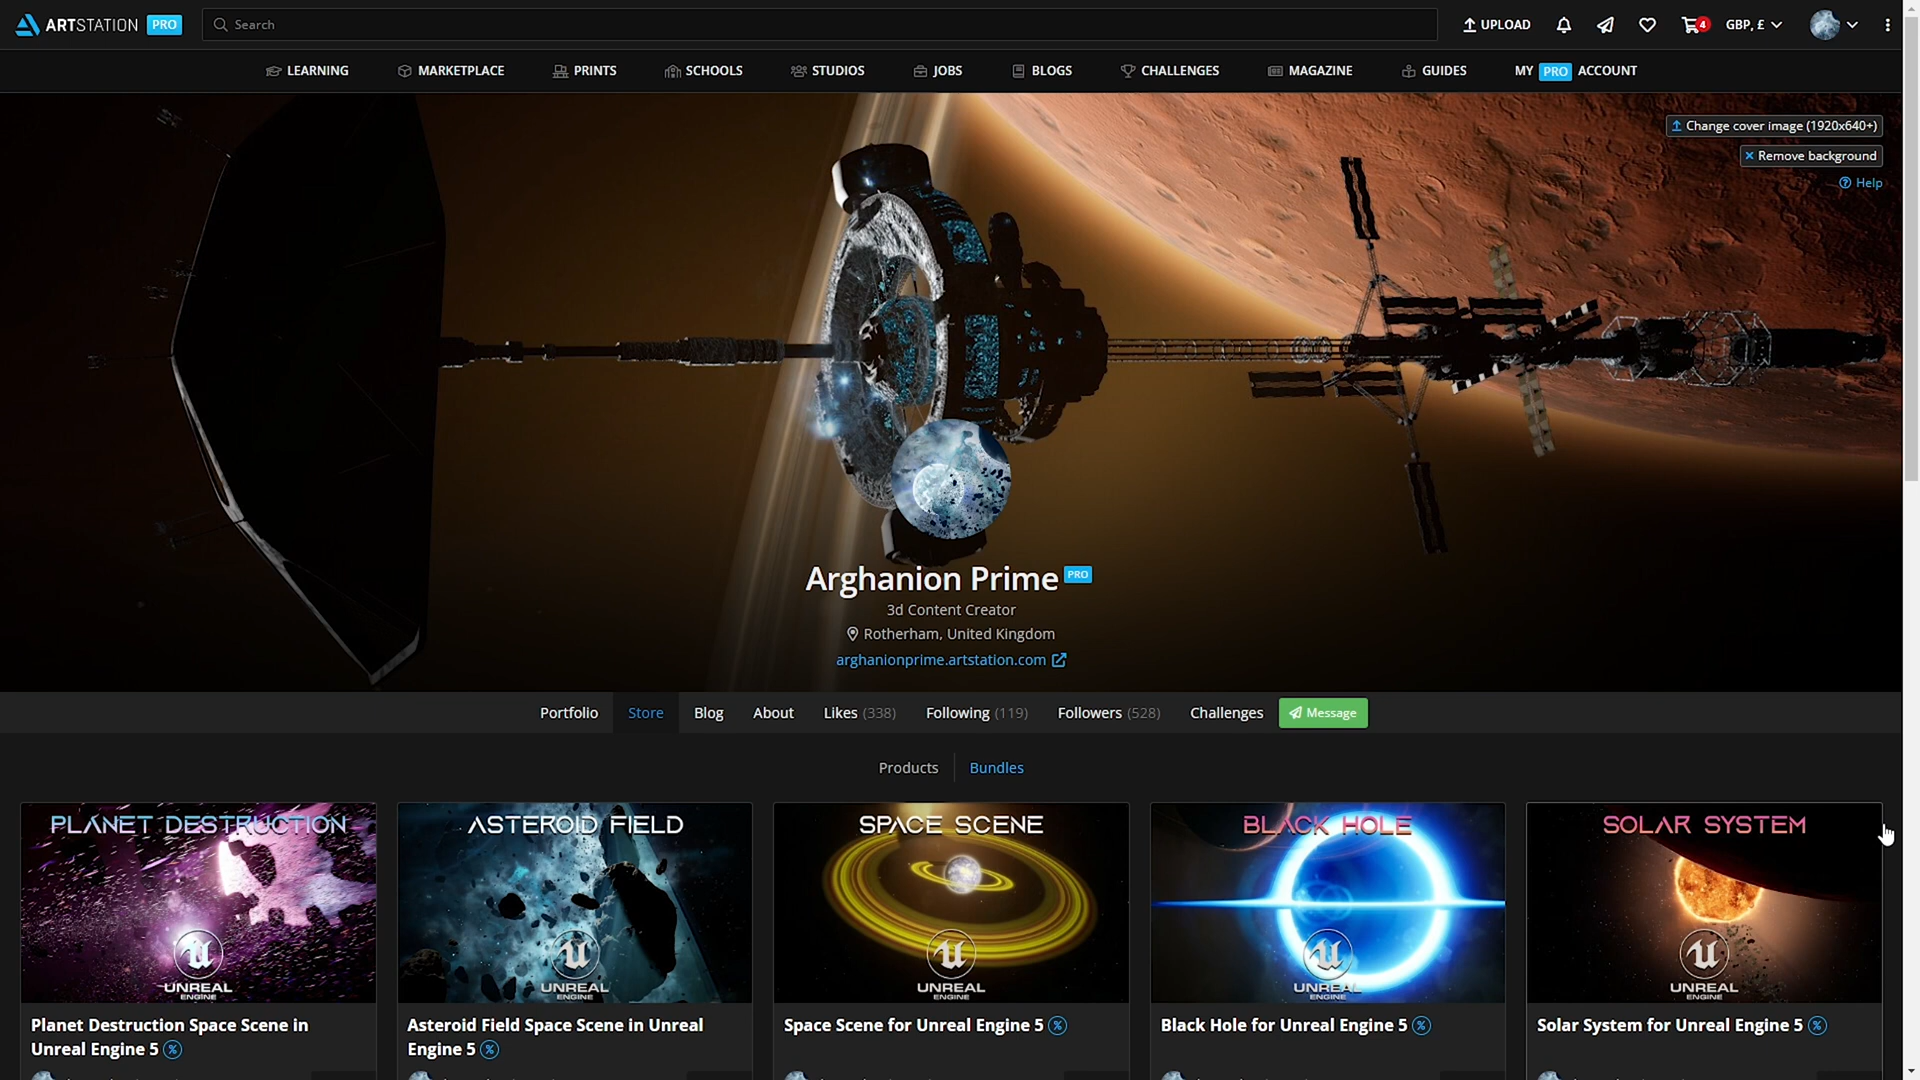 ARTSTATION PRO
Search
UPLOAD
4
GBP, £
LEARNING
MARKETPLACE
PRINTS
SCHOOLS
STUDIOS
JOBS
BLOGS
CHALLENGES
MAGAZINE
GUIDES
MY PRO ACCOUNT
Change cover image (1920x640+)
Remove background
Help
Arghanion Prime PRO
3d Content Creator
Rotherham, United Kingdom
arghanionprime.artstation.com
Portfolio
Store
Blog
About
Likes (338)
Following (119)
Followers (528)
Challenges
Message
Products
Bundles
PLANET DESTRUCTION
UNREAL
ENGINE
Planet Destruction Space Scene in
Unreal Engine 5
ASTEROID FIELD
UNREAL
ENGINE
Asteroid Field Space Scene in Unreal
Engine 5
SPACE SCENE
UNREAL
ENGINE
Space Scene for Unreal Engine 5
BLACK HOLE
UNREAL
ENGINE
Black Hole for Unreal Engine 5
SOLAR SYSTEM
UNREAL
ENGINE
Solar System for Unreal Engine 5